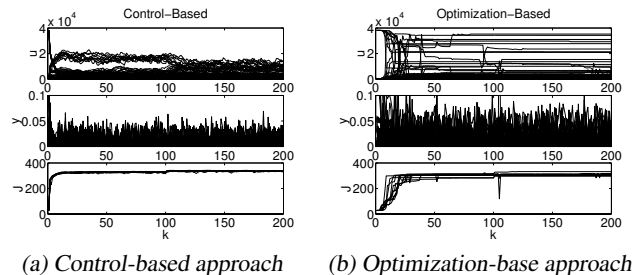 Control-Based
x 10^4
4
2
0
u
0 50 100 150 200
0.1
0.05
0
y
0 50 100 150 200
400
200
0
J
0 50 100 150 200
k
(a) Control-based approach
Optimization-Based
x 10^4
4
2
0
u
0 50 100 150 200
0.1
0.05
0
y
0 50 100 150 200
400
200
0
J
0 50 100 150 200
k
(b) Optimization-base approach